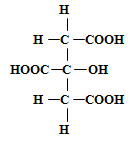 H
H — C — COOH
HOOC — C — OH
H — C — COOH
H